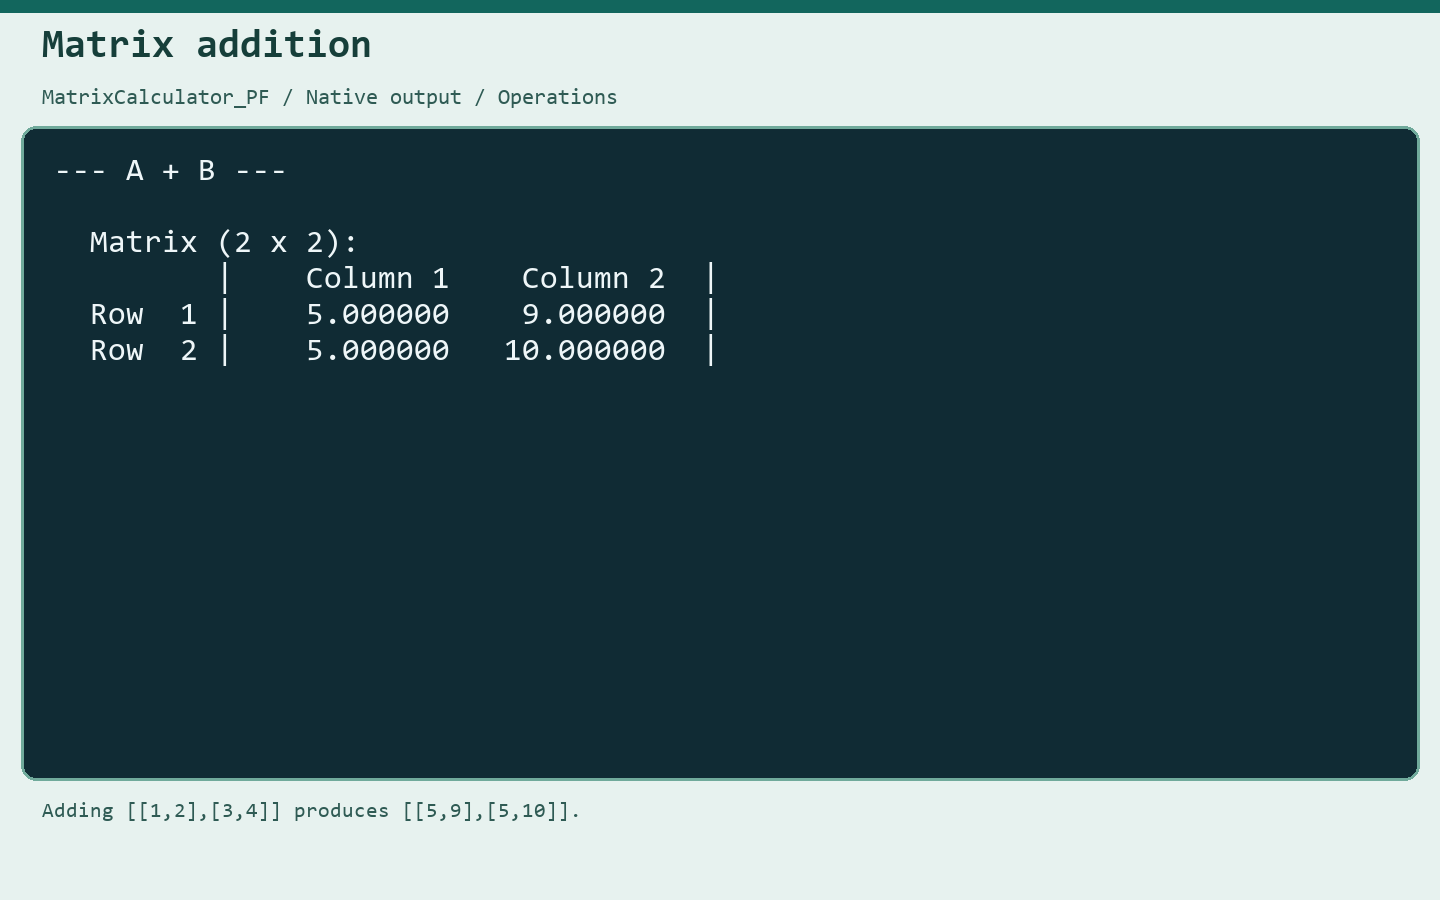 Matrix addition
MatrixCalculator_PF / Native output / Operations
--- A + B ---
Matrix (2 x 2):
| Column 1 Column 2 |
Row 1 | 5.000000 9.000000 |
Row 2 | 5.000000 10.000000 |
Adding [[1,2],[3,4]] produces [[5,9],[5,10]].